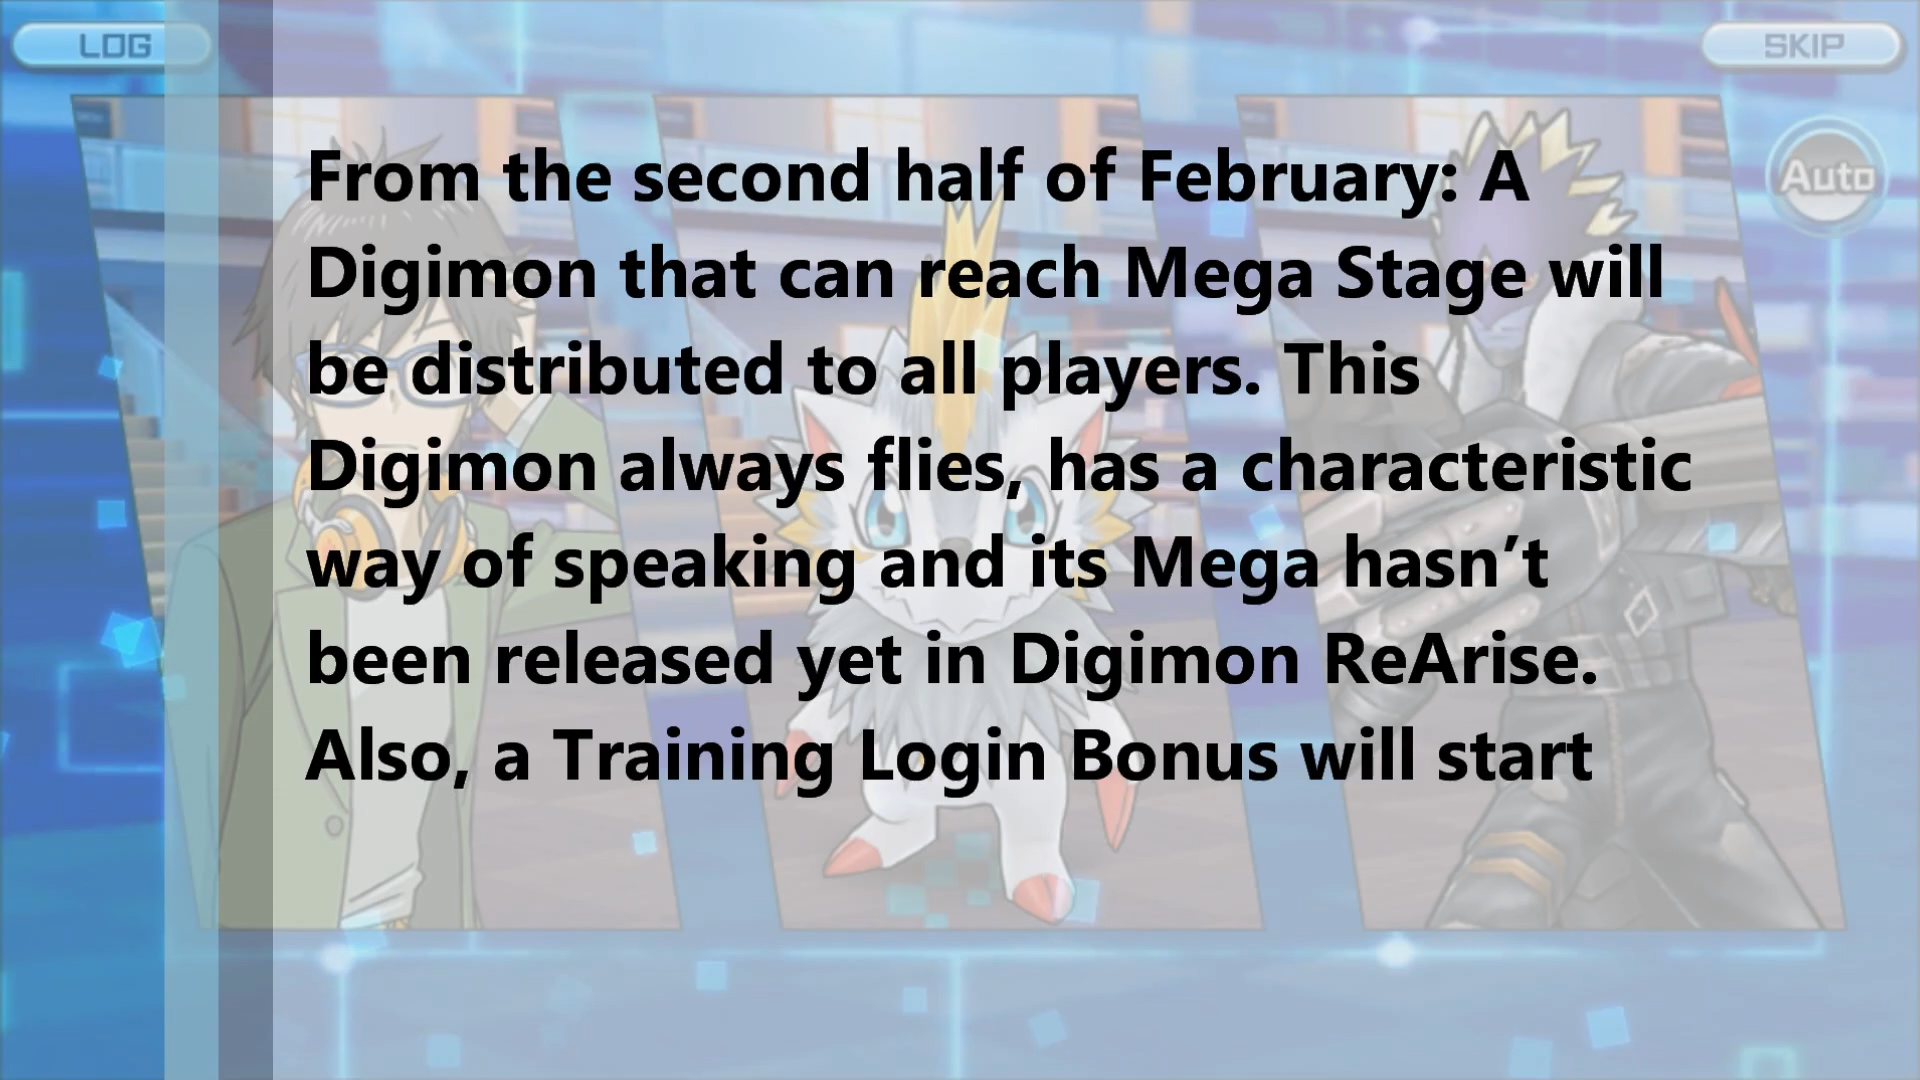 LOG
SKIP
Auto
From the second half of February: A
Digimon that can reach Mega Stage will
be distributed to all players. This
Digimon always flies, has a characteristic
way of speaking and its Mega hasn’t
been released yet in Digimon ReArise.
Also, a Training Login Bonus will start